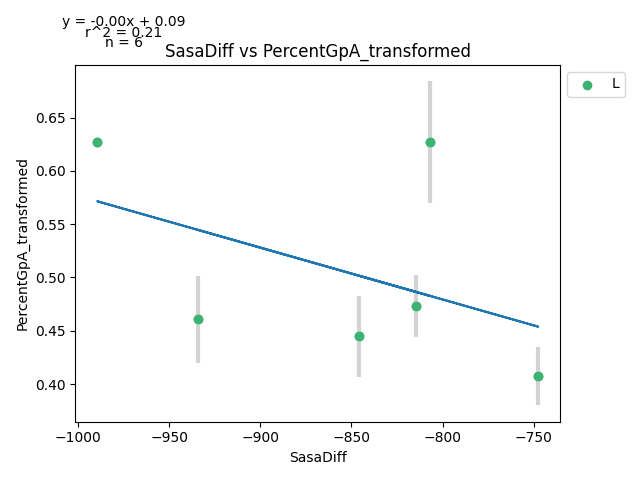 y = -0.00x + 0.09
r^2 = 0.21
n = 6
SasaDiff vs PercentGpA_transformed
L
PercentGpA_transformed
0.65
0.60
0.55
0.50
0.45
0.40
−1000 −950 −900 −850 −800 −750
SasaDiff